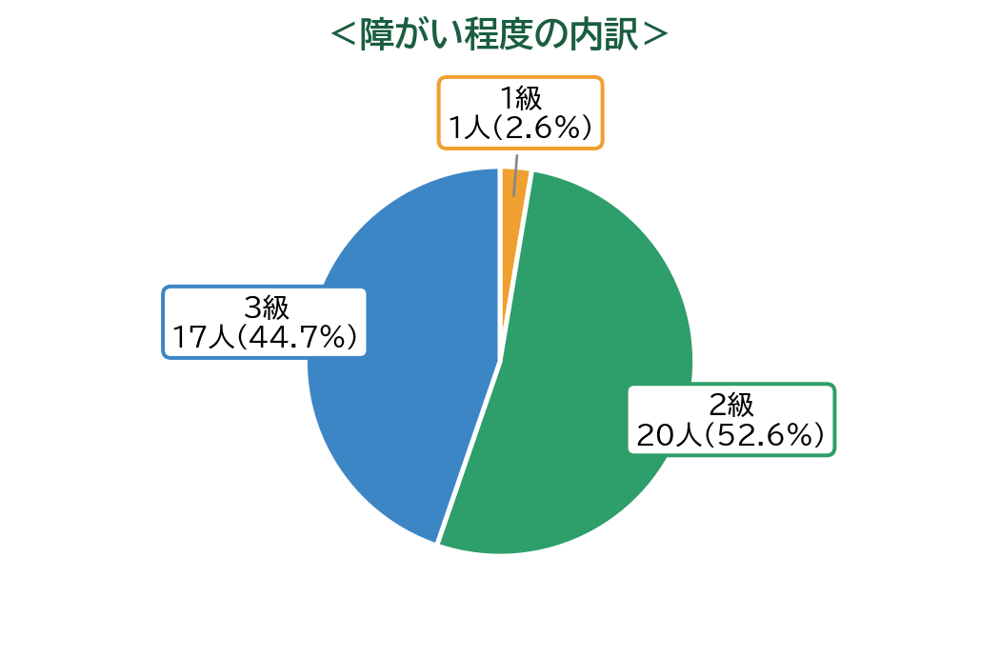 ＜障がい程度の内訳＞
1級
1人(2.6%)
3級
17人(44.7%)
2級
20人(52.6%)